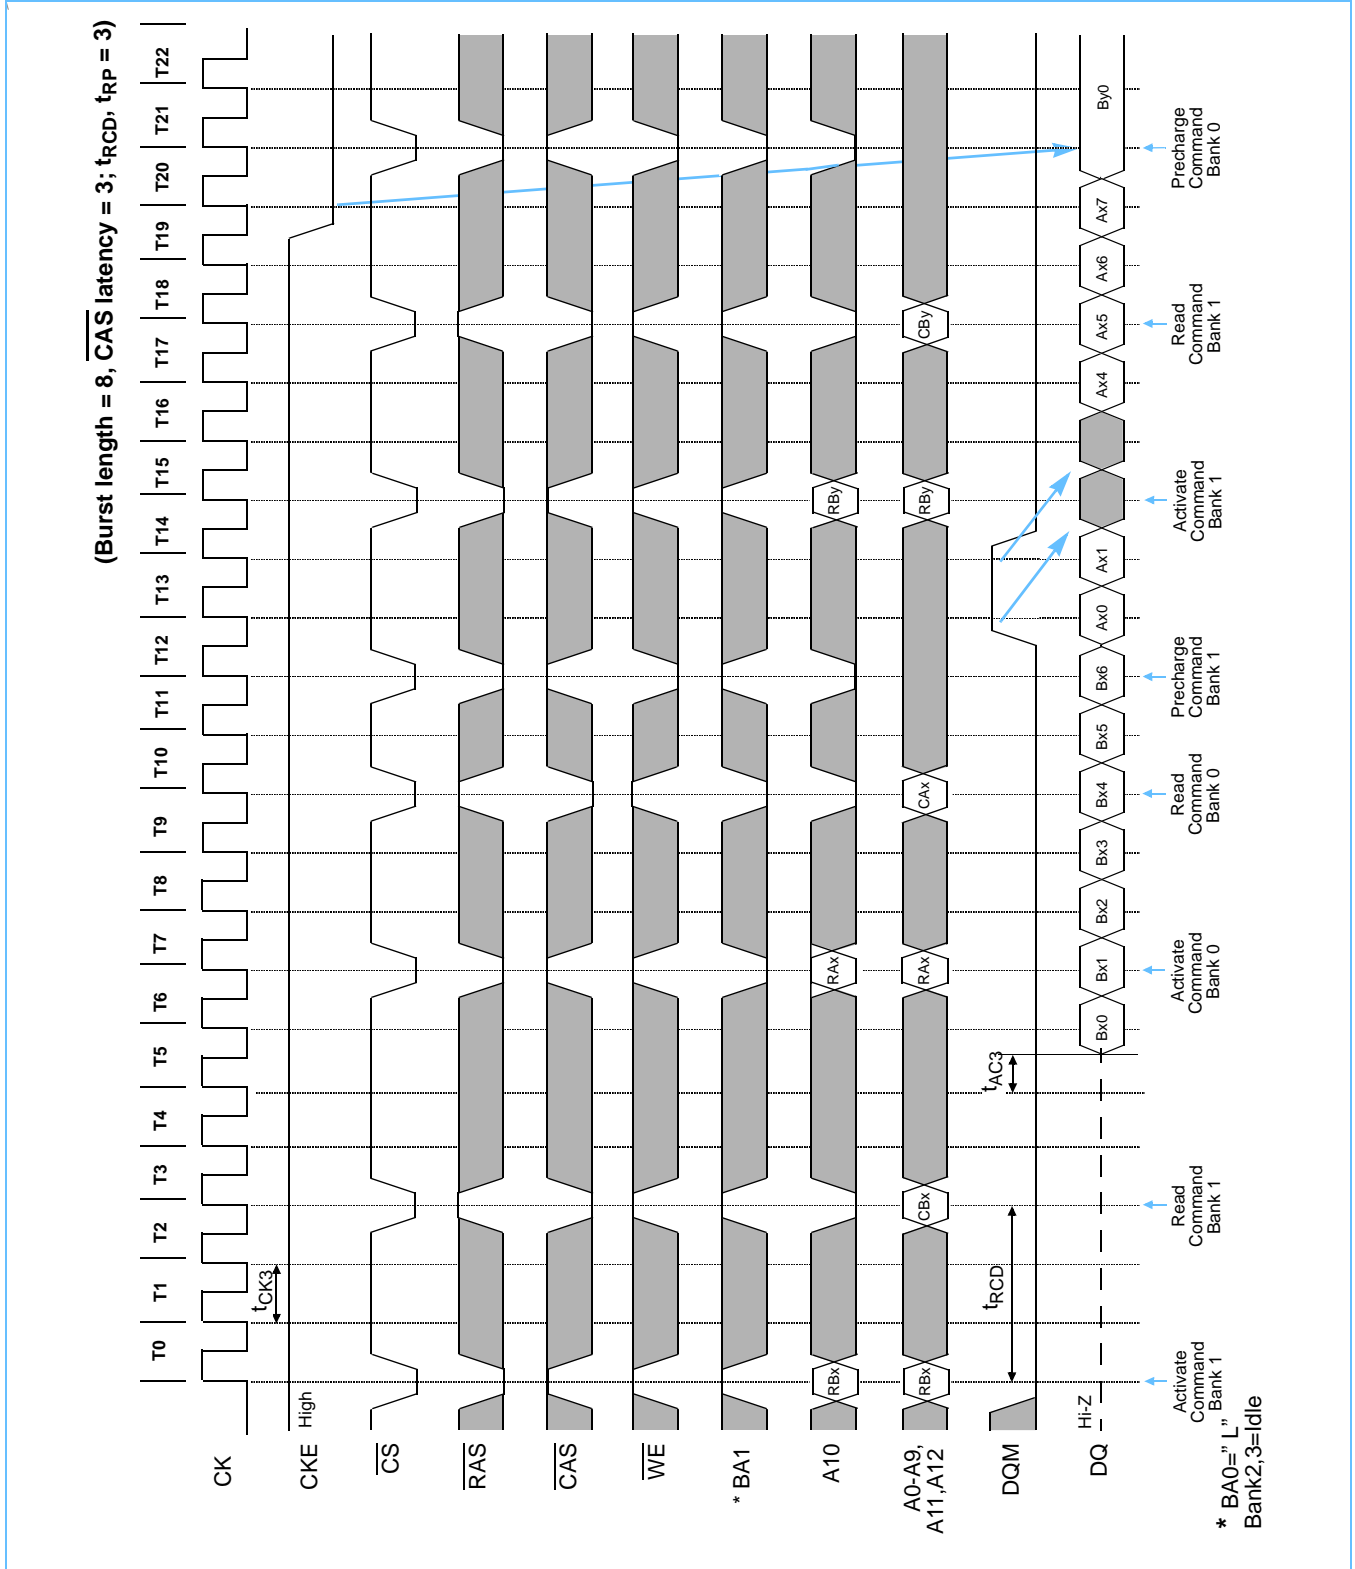 (Burst length = 8, CAS latency = 3; tRCD, tRP = 3)
T0 T1 T2 T3 T4 T5 T6 T7 T8 T9 T10 T11 T12 T13 T14 T15 T16 T17 T18 T19 T20 T21 T22
CK
tCK3
CKE
High
CS
RAS
CAS
WE
* BA1
A10
RBx RAx RBy
A0-A9,
A11,A12
RBx CBx RAx CAx RBy CBy
DQM
tRCD
tAC3
DQ
Hi-Z
Bx0 Bx1 Bx2 Bx3 Bx4 Bx5 Bx6 Ax0 Ax1 Ax4 Ax5 Ax6 Ax7 By0
Activate
Command
Bank 1
Read
Command
Bank 1
Activate
Command
Bank 0
Read
Command
Bank 0
Precharge
Command
Bank 1
Activate
Command
Bank 1
Read
Command
Bank 1
Precharge
Command
Bank 0
* BA0=” L”
Bank2,3=Idle